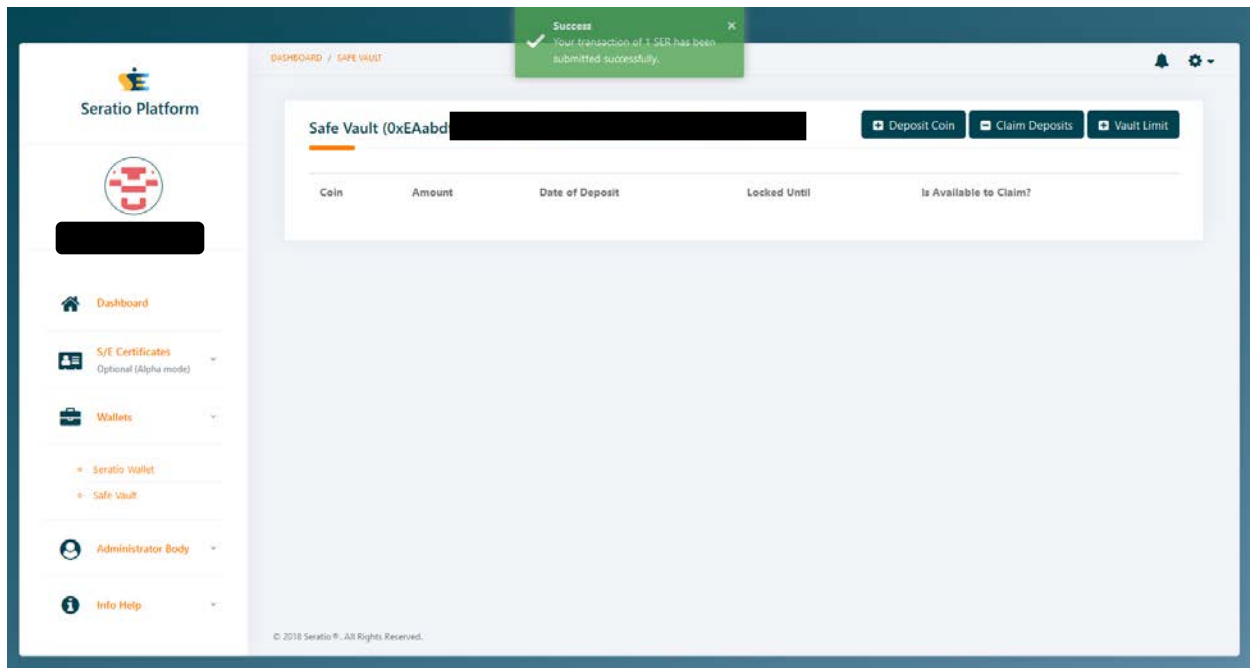 Success
×
Your transaction of 1 SER has been
submitted successfully.
DASHBOARD / SAFE VAULT
SE
Seratio Platform
Safe Vault (0xEAabd
Deposit Coin
Claim Deposits
Vault Limit
Coin
Amount
Date of Deposit
Locked Until
Is Available to Claim?
Dashboard
S/E Certificates
Optional (Alpha mode)
Wallets
Seratio Wallet
Safe Vault
Administrator Body
Info Help
© 2018 Seratio ®. All Rights Reserved.